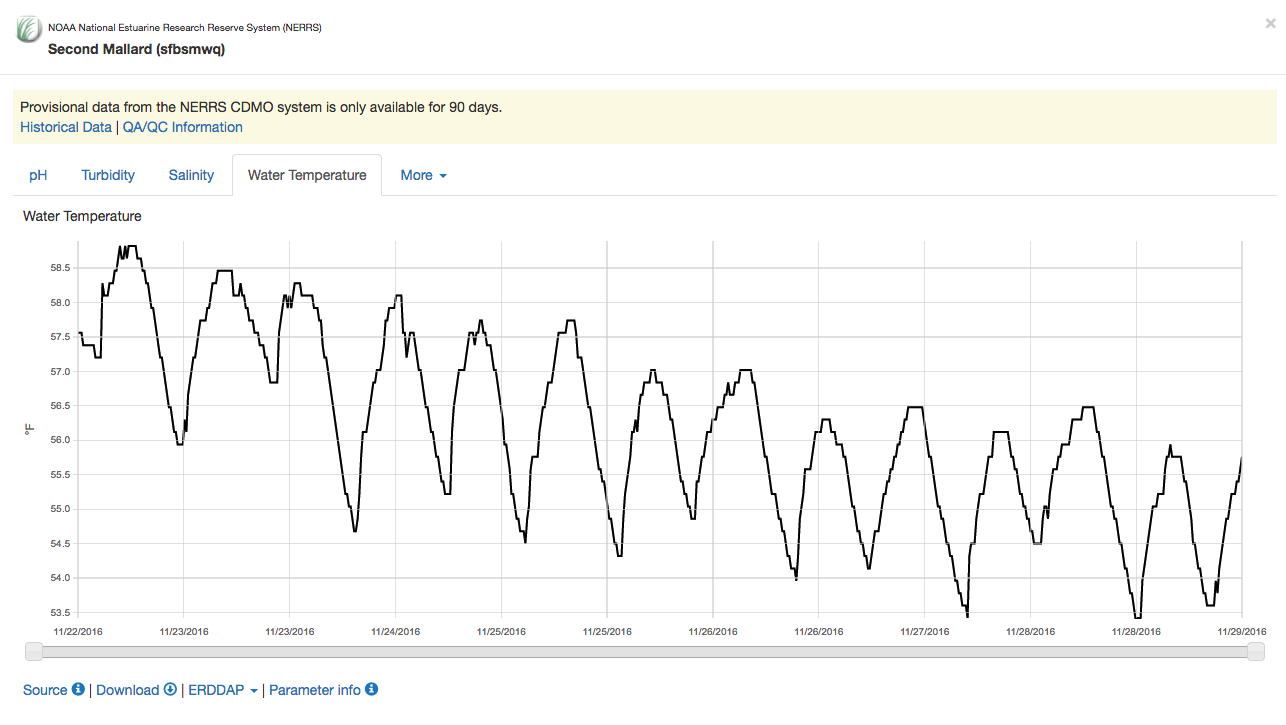 NOAA National Estuarine Research Reserve System (NERRS)
×
Second Mallard (sfbsmwq)
Provisional data from the NERRS CDMO system is only available for 90 days.
Historical Data | QA/QC Information
pH Turbidity Salinity Water Temperature More
Water Temperature
58.5
58.0
57.5
57.0
56.5
56.0
°F
55.5
55.0
54.5
54.0
53.5
11/22/2016 11/23/2016 11/23/2016 11/24/2016 11/25/2016 11/25/2016 11/26/2016 11/26/2016 11/27/2016 11/28/2016 11/28/2016 11/29/2016
Source | Download | ERDDAP | Parameter info